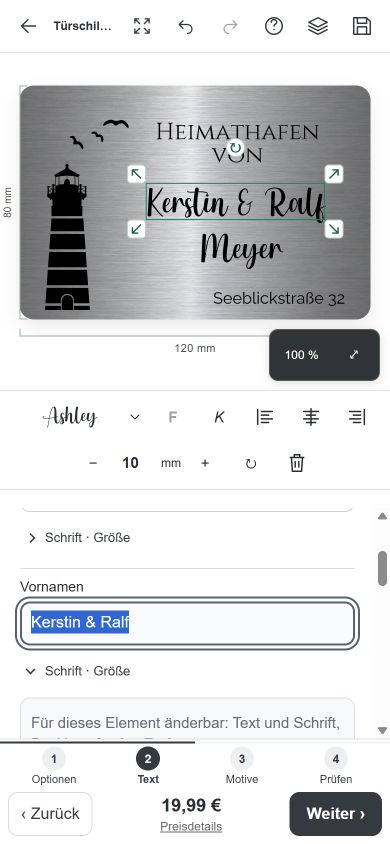 Türschil...
HEIMATHAFEN
VON
Kerstin & Ralf
Meyer
Seeblickstraße 32
80 mm
120 mm
100 %
Ashley
F
K
10
mm
Schrift · Größe
Vornamen
Kerstin & Ralf
Schrift · Größe
Für dieses Element änderbar: Text und Schrift,
1
2
3
4
Optionen
Text
Motive
Prüfen
‹ Zurück
19,99 €
Preisdetails
Weiter ›